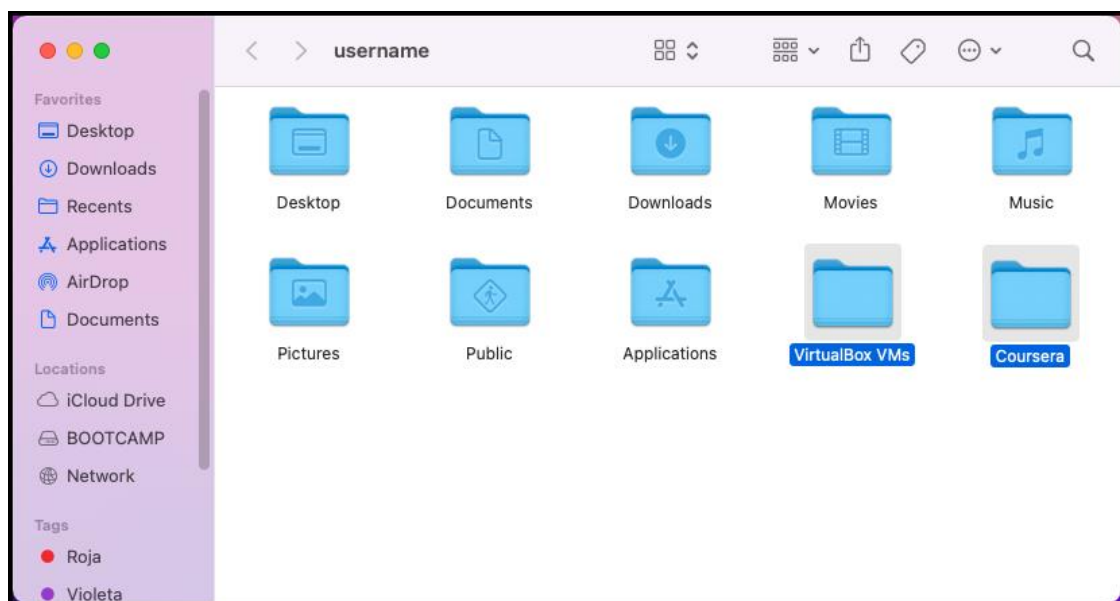 username
Favorites
Desktop
Downloads
Recents
Applications
AirDrop
Documents
Locations
iCloud Drive
BOOTCAMP
Network
Tags
Roja
Violeta
Desktop Documents Downloads Movies Music
Pictures Public Applications VirtualBox VMs Coursera